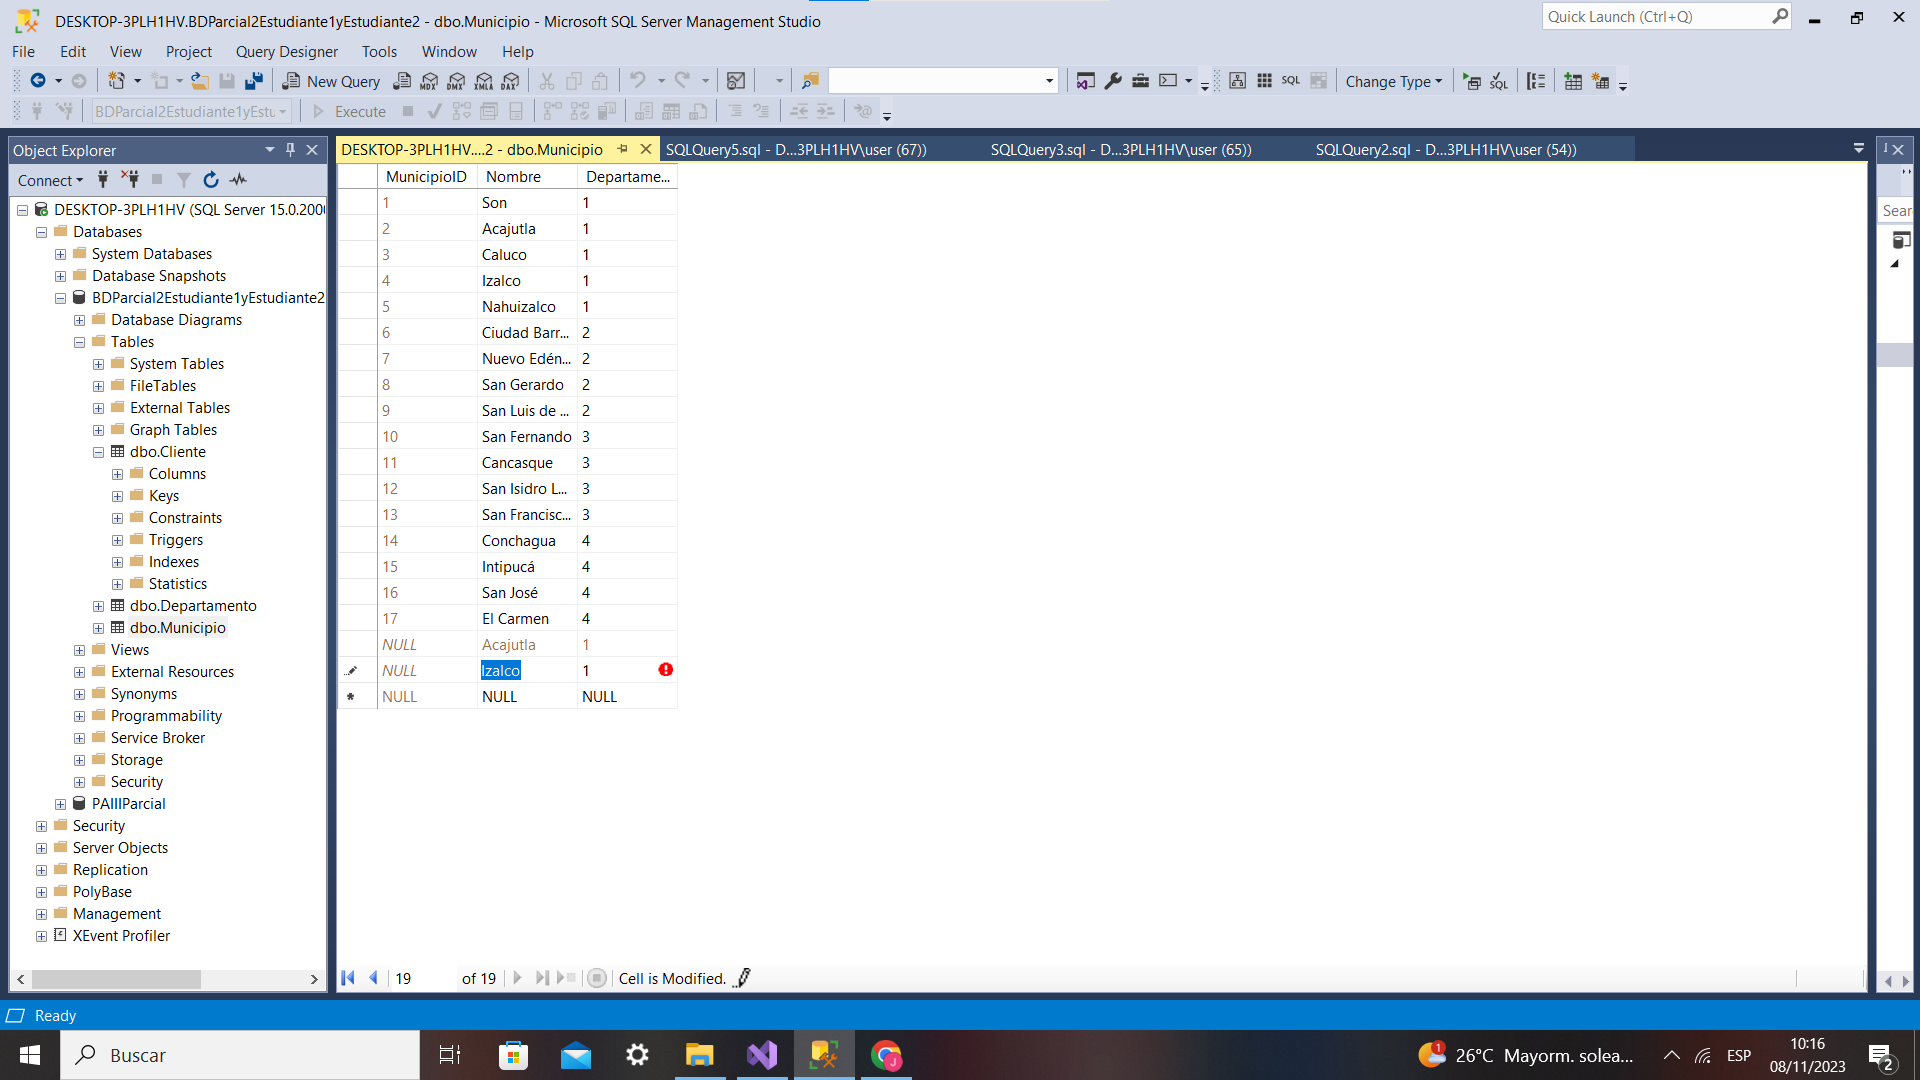 DESKTOP-3PLH1HV.BDParcial2Estudiante1yEstudiante2 - dbo.Municipio - Microsoft SQL Server Management Studio
Quick Launch (Ctrl+Q)
File Edit View Project Query Designer Tools Window Help
New Query MDX DMX XMLA DAX SQL Change Type SQL
BDParcial2Estudiante1yEstu Execute
Object Explorer
Connect
DESKTOP-3PLH1HV (SQL Server 15.0.200
Databases
System Databases
Database Snapshots
BDParcial2Estudiante1yEstudiante2
Database Diagrams
Tables
System Tables
FileTables
External Tables
Graph Tables
dbo.Cliente
Columns
Keys
Constraints
Triggers
Indexes
Statistics
dbo.Departamento
dbo.Municipio
Views
External Resources
Synonyms
Programmability
Service Broker
Storage
Security
PAIIIParcial
Security
Server Objects
Replication
PolyBase
Management
XEvent Profiler
DESKTOP-3PLH1HV....2 - dbo.Municipio SQLQuery5.sql - D...3PLH1HV\user (67)) SQLQuery3.sql - D...3PLH1HV\user (65)) SQLQuery2.sql - D...3PLH1HV\user (54))
MunicipioID Nombre Departame...
1 Son 1
2 Acajutla 1
3 Caluco 1
4 Izalco 1
5 Nahuizalco 1
6 Ciudad Barr... 2
7 Nuevo Edén... 2
8 San Gerardo 2
9 San Luis de ... 2
10 San Fernando 3
11 Cancasque 3
12 San Isidro L... 3
13 San Francisc... 3
14 Conchagua 4
15 Intipucá 4
16 San José 4
17 El Carmen 4
NULL Acajutla 1
NULL Izalco 1
NULL NULL NULL
19 of 19 Cell is Modified.
Sear
Ready
Buscar
26°C Mayorm. solea...
ESP
10:16
08/11/2023
1
2
J